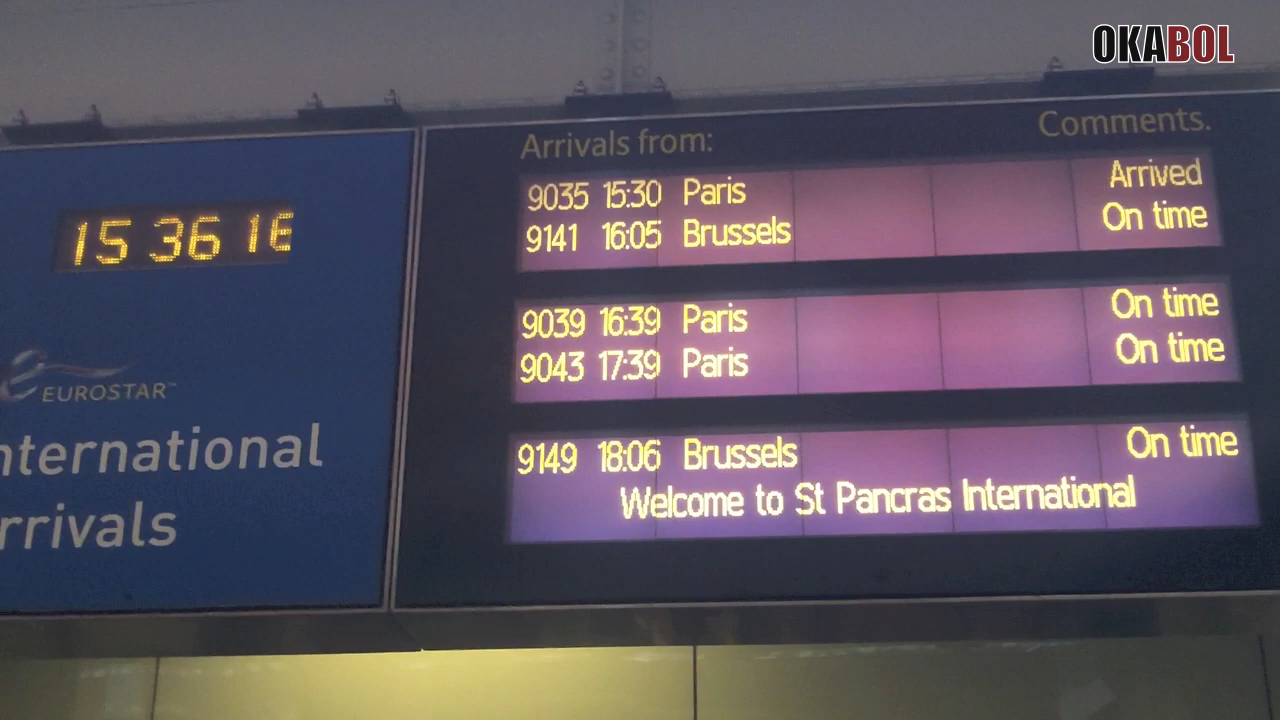 OKABOL
Arrivals from: Comments.
9035 15:30 Paris Arrived
9141 16:05 Brussels On time
9039 16:39 Paris On time
9043 17:39 Paris On time
9149 18:06 Brussels On time
Welcome to St Pancras International
15 36
EUROSTAR™
nternational
rrivals